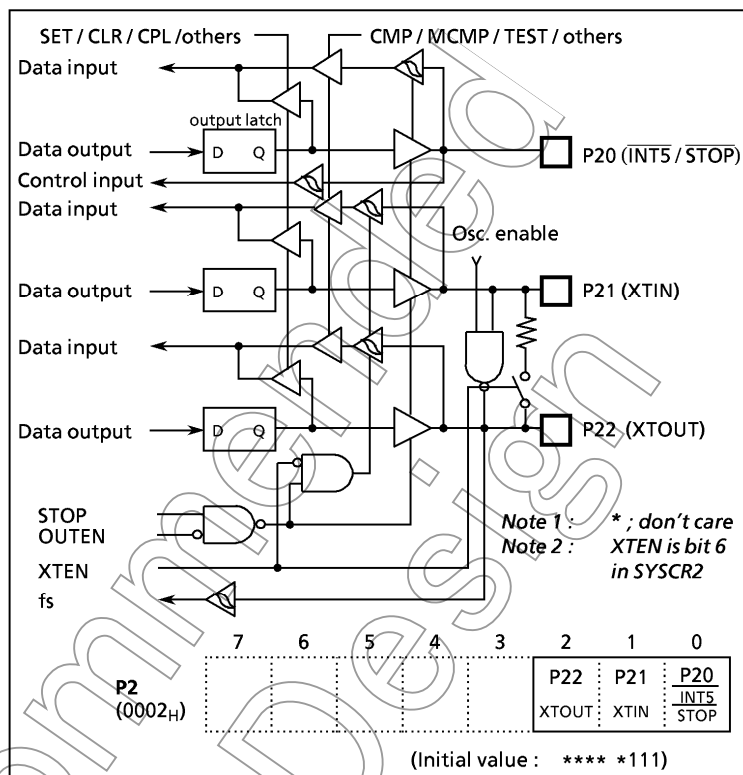 SET / CLR / CPL /others
CMP / MCMP / TEST / others
Data input
output latch
Data output
D Q
P20 (INT5 / STOP)
Control input
Data input
Osc. enable
Data output
D Q
P21 (XTIN)
Data input
Data output
D Q
P22 (XTOUT)
STOP
OUTEN
XTEN
fs
Note 1 : * ; don't care
Note 2 : XTEN is bit 6
in SYSCR2
7 6 5 4 3 2 1 0
P2
(0002H)
P22 P21 P20
XTOUT XTIN INT5
STOP
(Initial value : **** *111)
ommended
Design